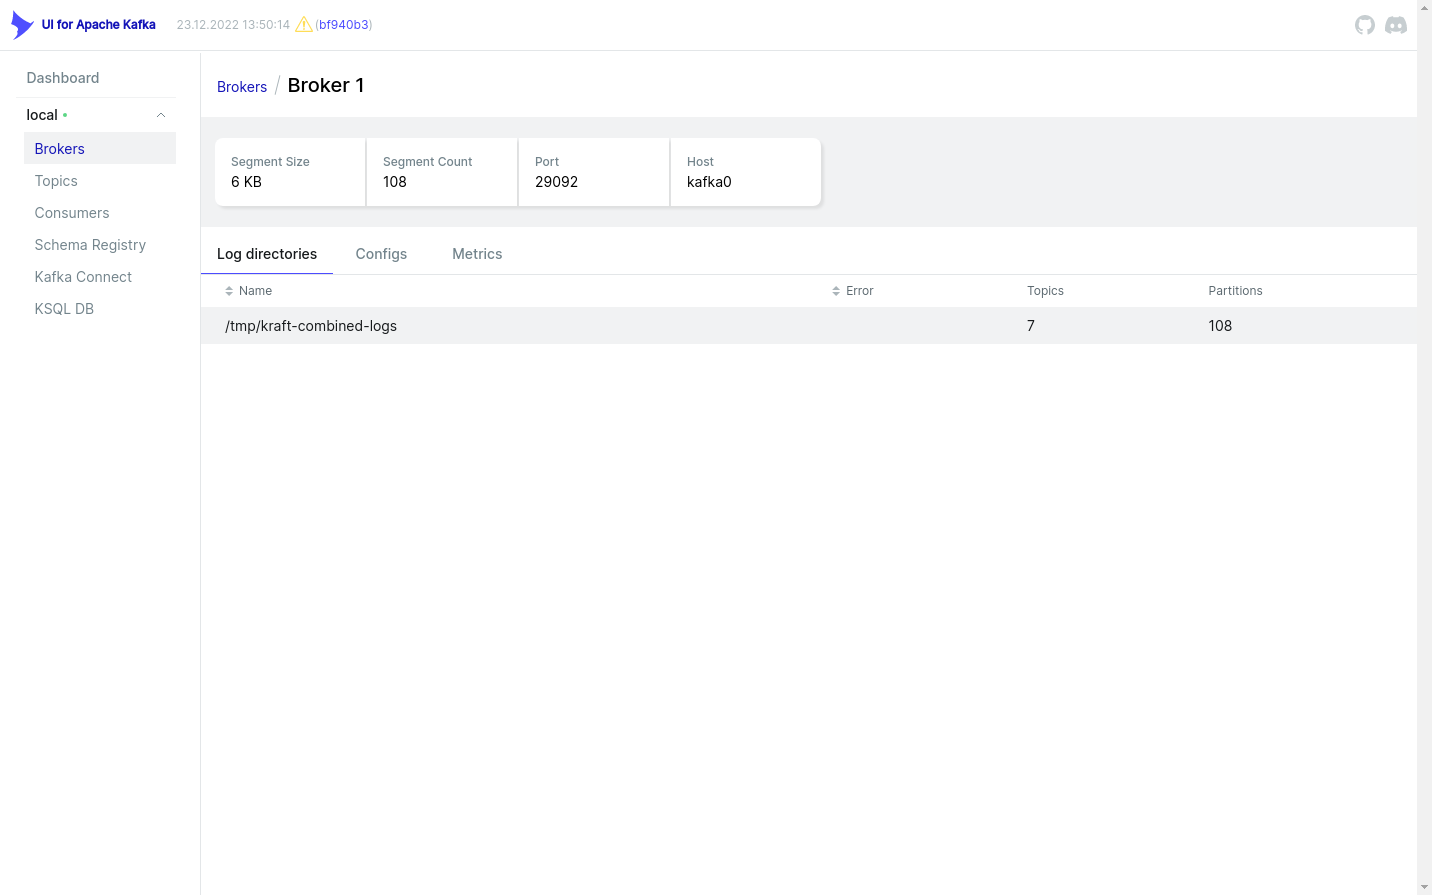 UI for Apache Kafka 23.12.2022 13:50:14 (bf940b3)
Dashboard
local
Brokers
Topics
Consumers
Schema Registry
Kafka Connect
KSQL DB
Brokers / Broker 1
Segment Size Segment Count Port Host
6 KB 108 29092 kafka0
Log directories Configs Metrics
Name Error Topics Partitions
/tmp/kraft-combined-logs 7 108